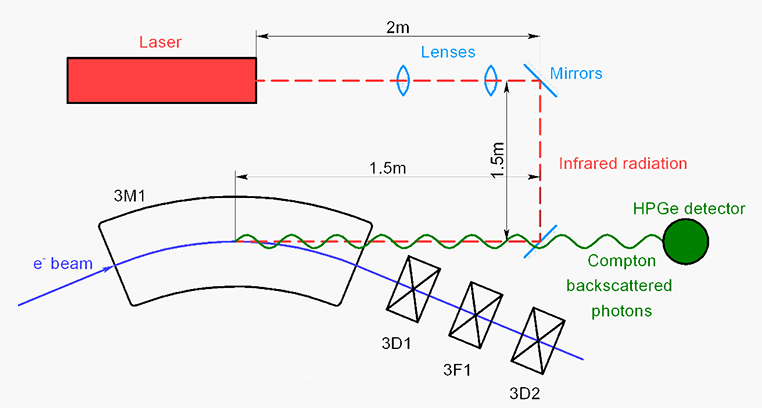 2m
Laser
Lenses
Mirrors
1.5m
Infrared radiation
1.5m
3M1
HPGe detector
e- beam
Compton
backscattered
photons
3D1
3F1
3D2